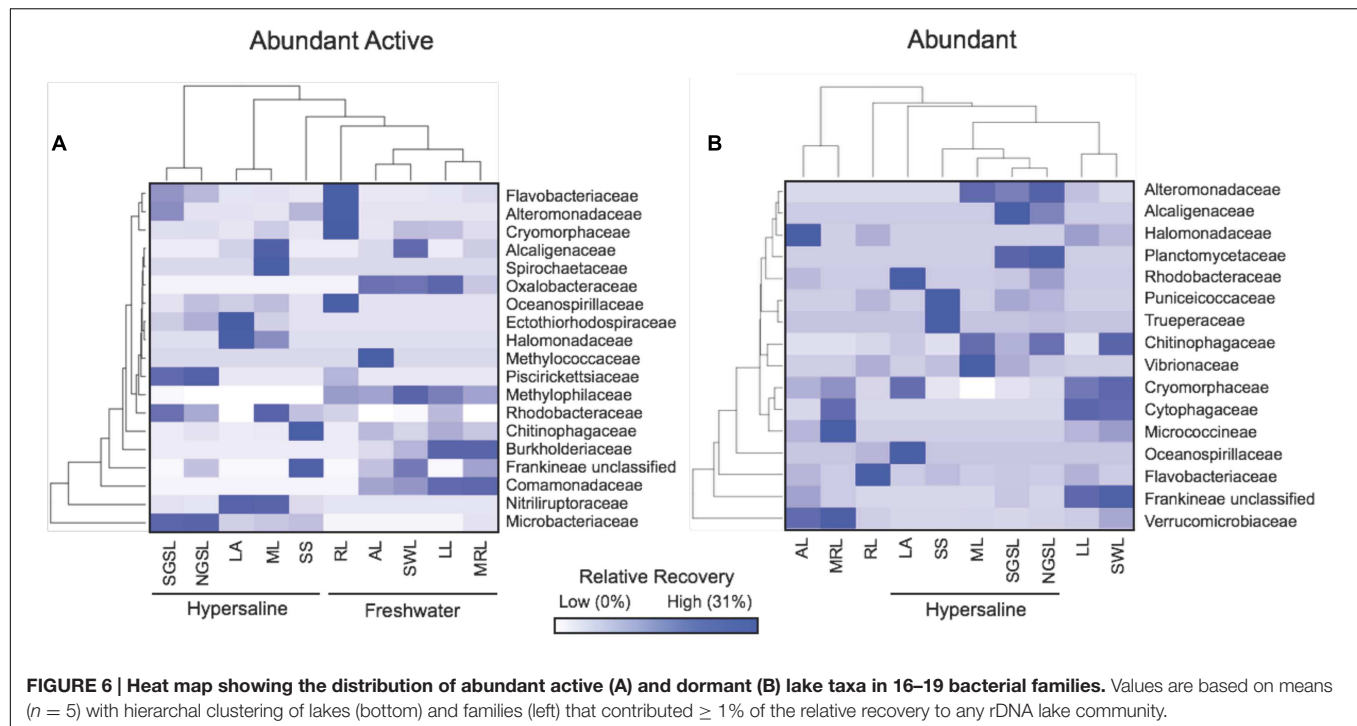 Abundant Active
Abundant
A
Flavobacteriaceae
Alteromonadaceae
Cryomorphaceae
Alcaligenaceae
Spirochaetaceae
Oxalobacteraceae
Oceanospirillaceae
Ectothiorhodospiraceae
Halomonadaceae
Methylococcaceae
Piscirickettsiaceae
Methylophilaceae
Rhodobacteraceae
Chitinophagaceae
Burkholderiaceae
Frankineae unclassified
Comamonadaceae
Nitriliruptoraceae
Microbacteriaceae
SGSL NGSL LA ML SS RL AL SWL LL MRL
Hypersaline Freshwater
B
Alteromonadaceae
Alcaligenaceae
Halomonadaceae
Planctomycetaceae
Rhodobacteraceae
Puniceicoccaceae
Trueperaceae
Chitinophagaceae
Vibrionaceae
Cryomorphaceae
Cytophagaceae
Micrococcineae
Oceanospirillaceae
Flavobacteriaceae
Frankineae unclassified
Verrucomicrobiaceae
AL MRL RL LA SS ML SGSL NGSL LL SWL
Hypersaline
Relative Recovery
Low (0%) High (31%)
FIGURE 6 | Heat map showing the distribution of abundant active (A) and dormant (B) lake taxa in 16–19 bacterial families. Values are based on means
(n = 5) with hierarchal clustering of lakes (bottom) and families (left) that contributed ≥ 1% of the relative recovery to any rDNA lake community.